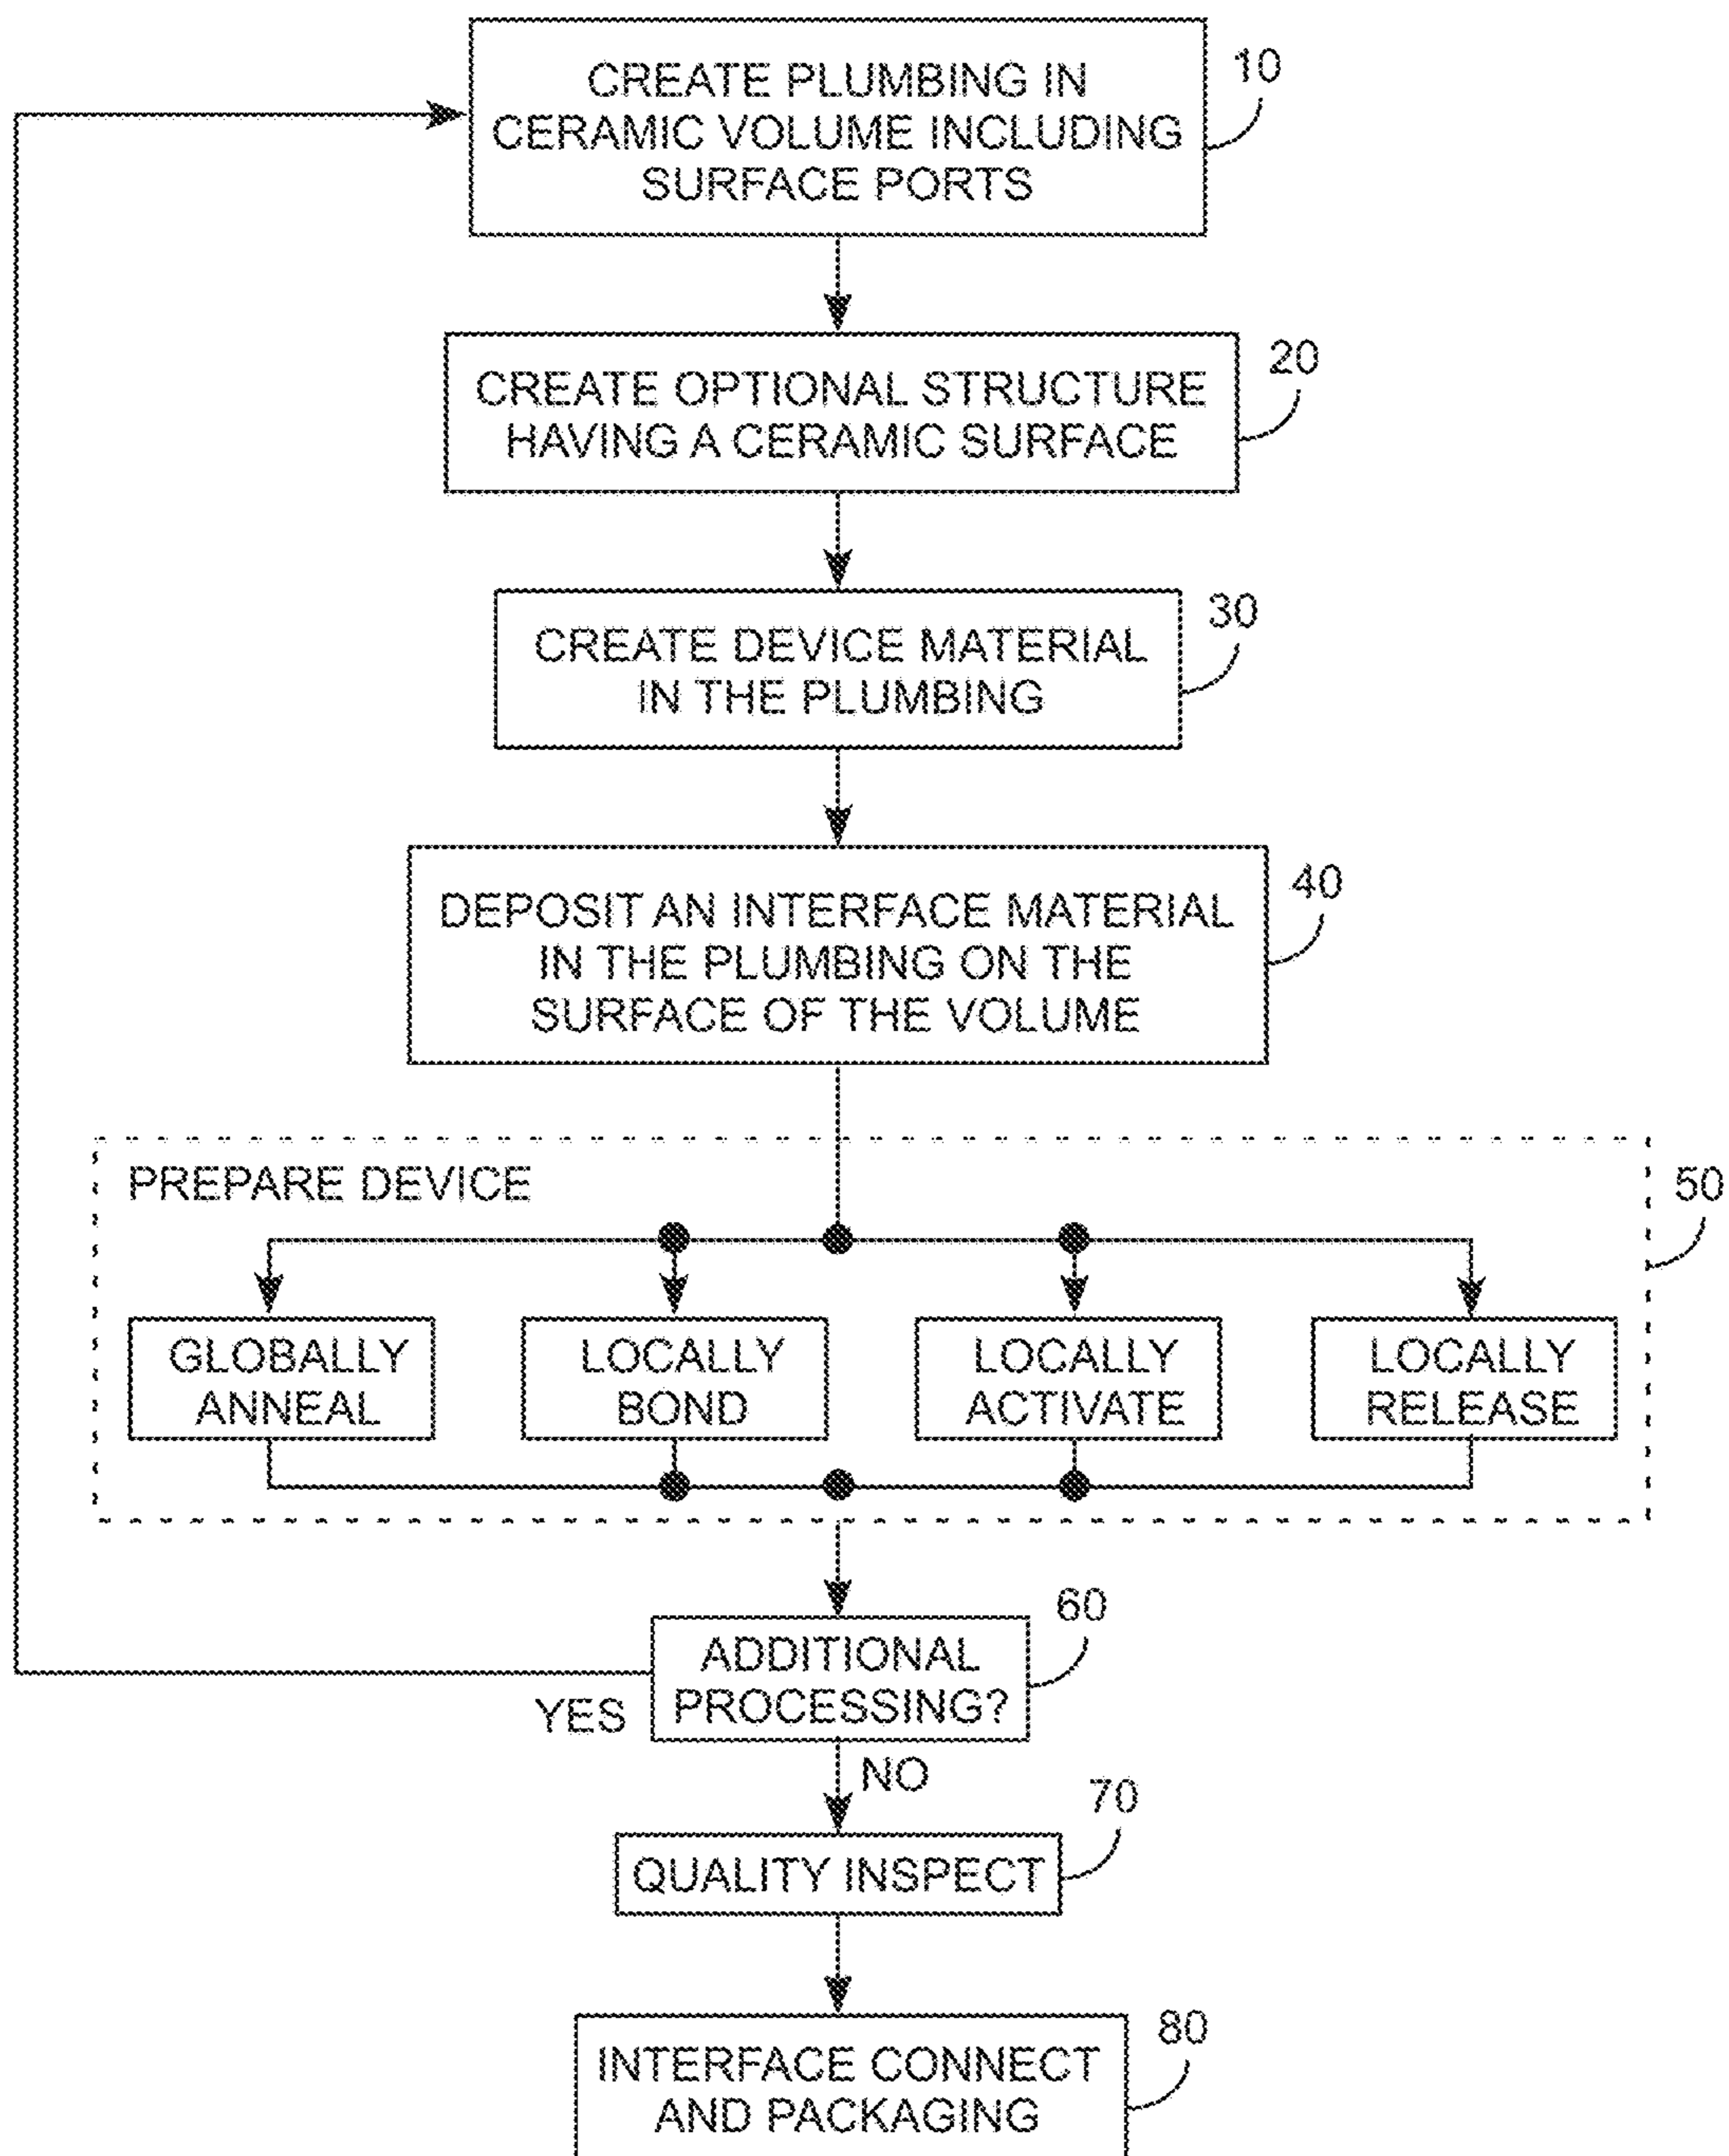 CREATE PLUMBING IN
CERAMIC VOLUME INCLUDING
SURFACE PORTS
10
CREATE OPTIONAL STRUCTURE
HAVING A CERAMIC SURFACE
20
CREATE DEVICE MATERIAL
IN THE PLUMBING
30
DEPOSIT AN INTERFACE MATERIAL
IN THE PLUMBING ON THE
SURFACE OF THE VOLUME
40
PREPARE DEVICE
50
GLOBALLY
ANNEAL
LOCALLY
BOND
LOCALLY
ACTIVATE
LOCALLY
RELEASE
ADDITIONAL
PROCESSING?
60
YES
NO
QUALITY INSPECT
70
INTERFACE CONNECT
AND PACKAGING
80